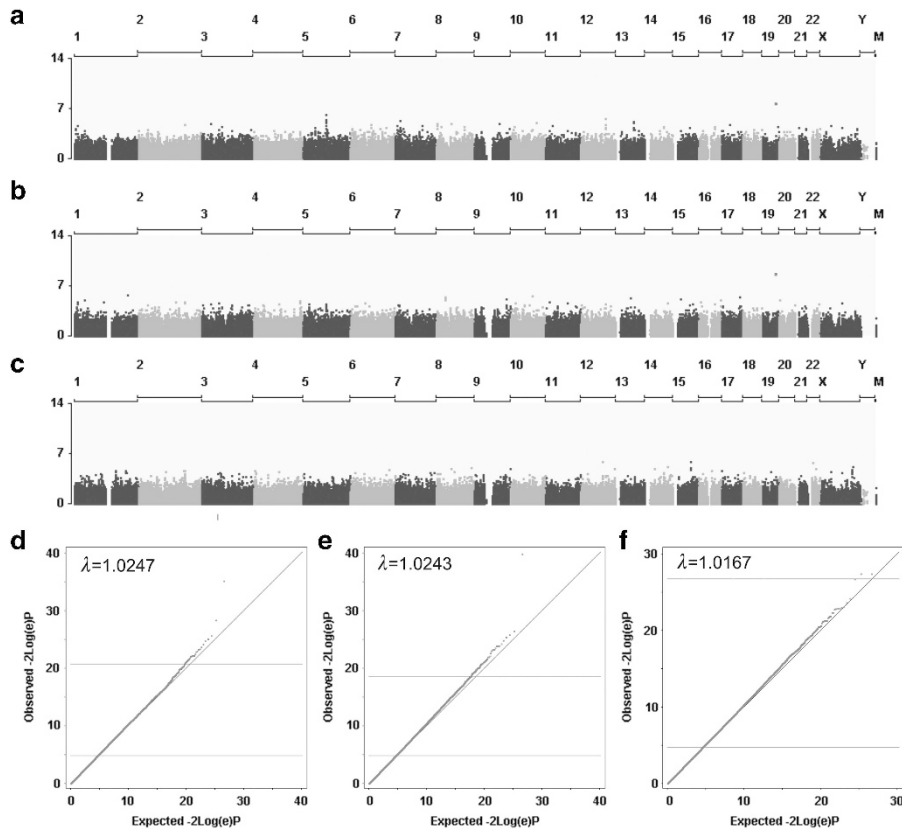 a
2 4 6 8 10 12 14 16 18 20 22 Y
1 3 5 7 9 11 13 15 17 19 21 X M
14
7
0
b
2 4 6 8 10 12 14 16 18 20 22 Y
1 3 5 7 9 11 13 15 17 19 21 X M
14
7
0
c
2 4 6 8 10 12 14 16 18 20 22 Y
1 3 5 7 9 11 13 15 17 19 21 X M
14
7
0
d
λ=1.0247
Observed -2Log(e)P
40
30
20
10
0
0 10 20 30 40
Expected -2Log(e)P
e
λ=1.0243
Observed -2Log(e)P
40
30
20
10
0
0 10 20 30 40
Expected -2Log(e)P
f
λ=1.0167
Observed -2Log(e)P
30
20
10
0
0 10 20 30
Expected -2Log(e)P